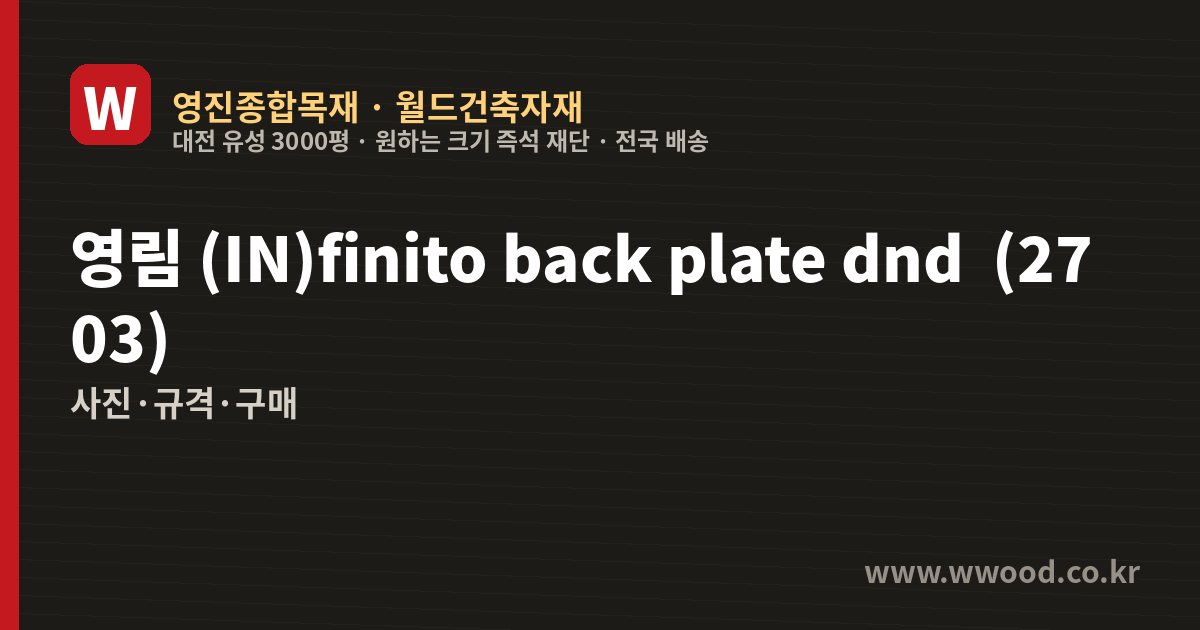 W
영진종합목재 · 월드건축자재
대전 유성 3000평 · 원하는 크기 즉석 재단 · 전국 배송
영림 (IN)finito back plate dnd  (27
03)
사진·규격·구매
www.wwood.co.kr